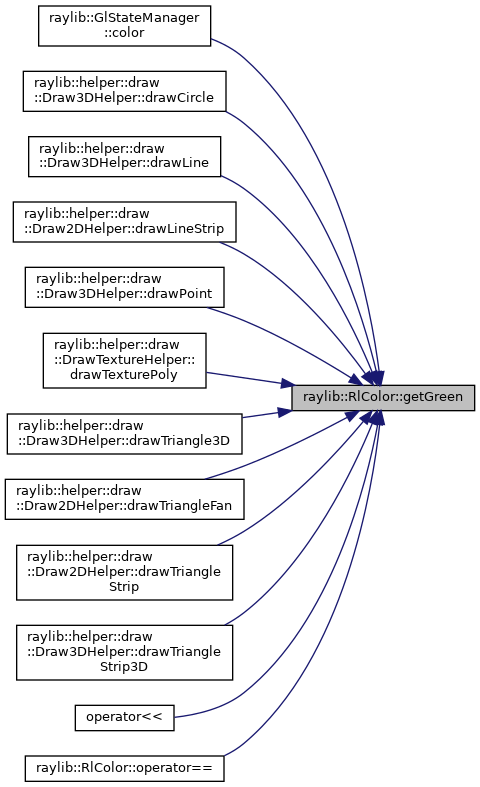 raylib::GlStateManager
::color
raylib::helper::draw
::Draw3DHelper::drawCircle
raylib::helper::draw
::Draw3DHelper::drawLine
raylib::helper::draw
::Draw2DHelper::drawLineStrip
raylib::helper::draw
::Draw3DHelper::drawPoint
raylib::helper::draw
::DrawTextureHelper::
drawTexturePoly
raylib::RlColor::getGreen
raylib::helper::draw
::Draw3DHelper::drawTriangle3D
raylib::helper::draw
::Draw2DHelper::drawTriangleFan
raylib::helper::draw
::Draw2DHelper::drawTriangle
Strip
raylib::helper::draw
::Draw3DHelper::drawTriangle
Strip3D
operator<<
raylib::RlColor::operator==